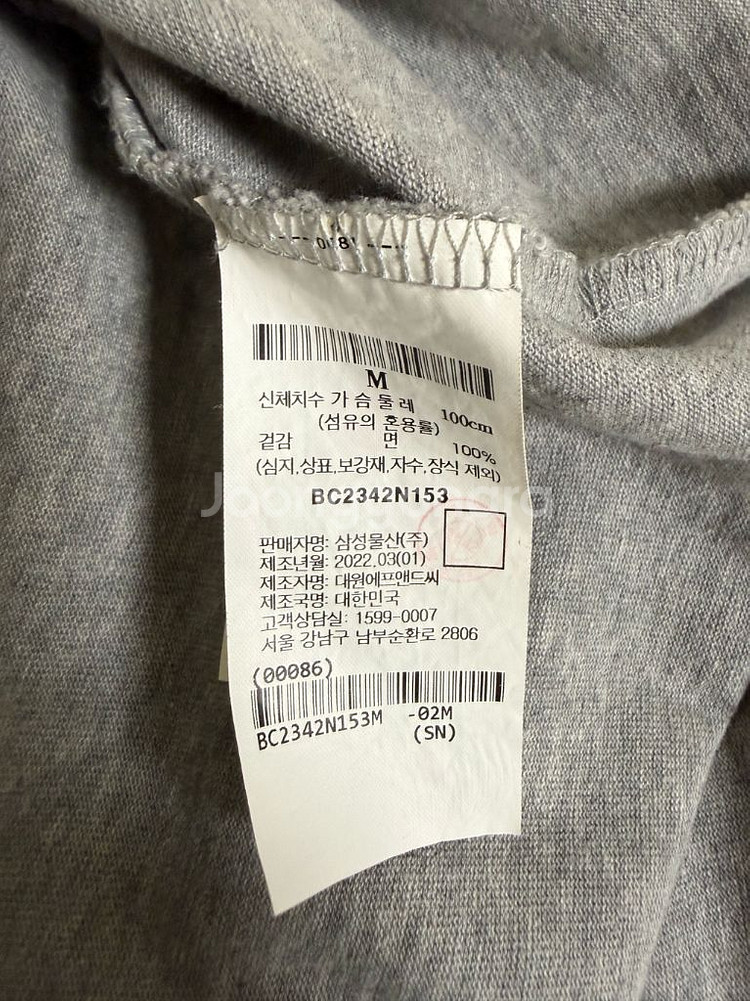 0081
M
신체치수 가 슴 둘 레 100cm
(섬유의 혼용률)
겉감 면 100%
(심지,상표,보강재,자수,장식 제외)
BC2342N153
판매자명: 삼성물산(주)
제조년월: 2022.03(01)
제조자명: 대원에프앤드씨
제조국명: 대한민국
고객상담실: 1599-0007
서울 강남구 남부순환로 2806
(00086)
BC2342N153M -02M
(SN)